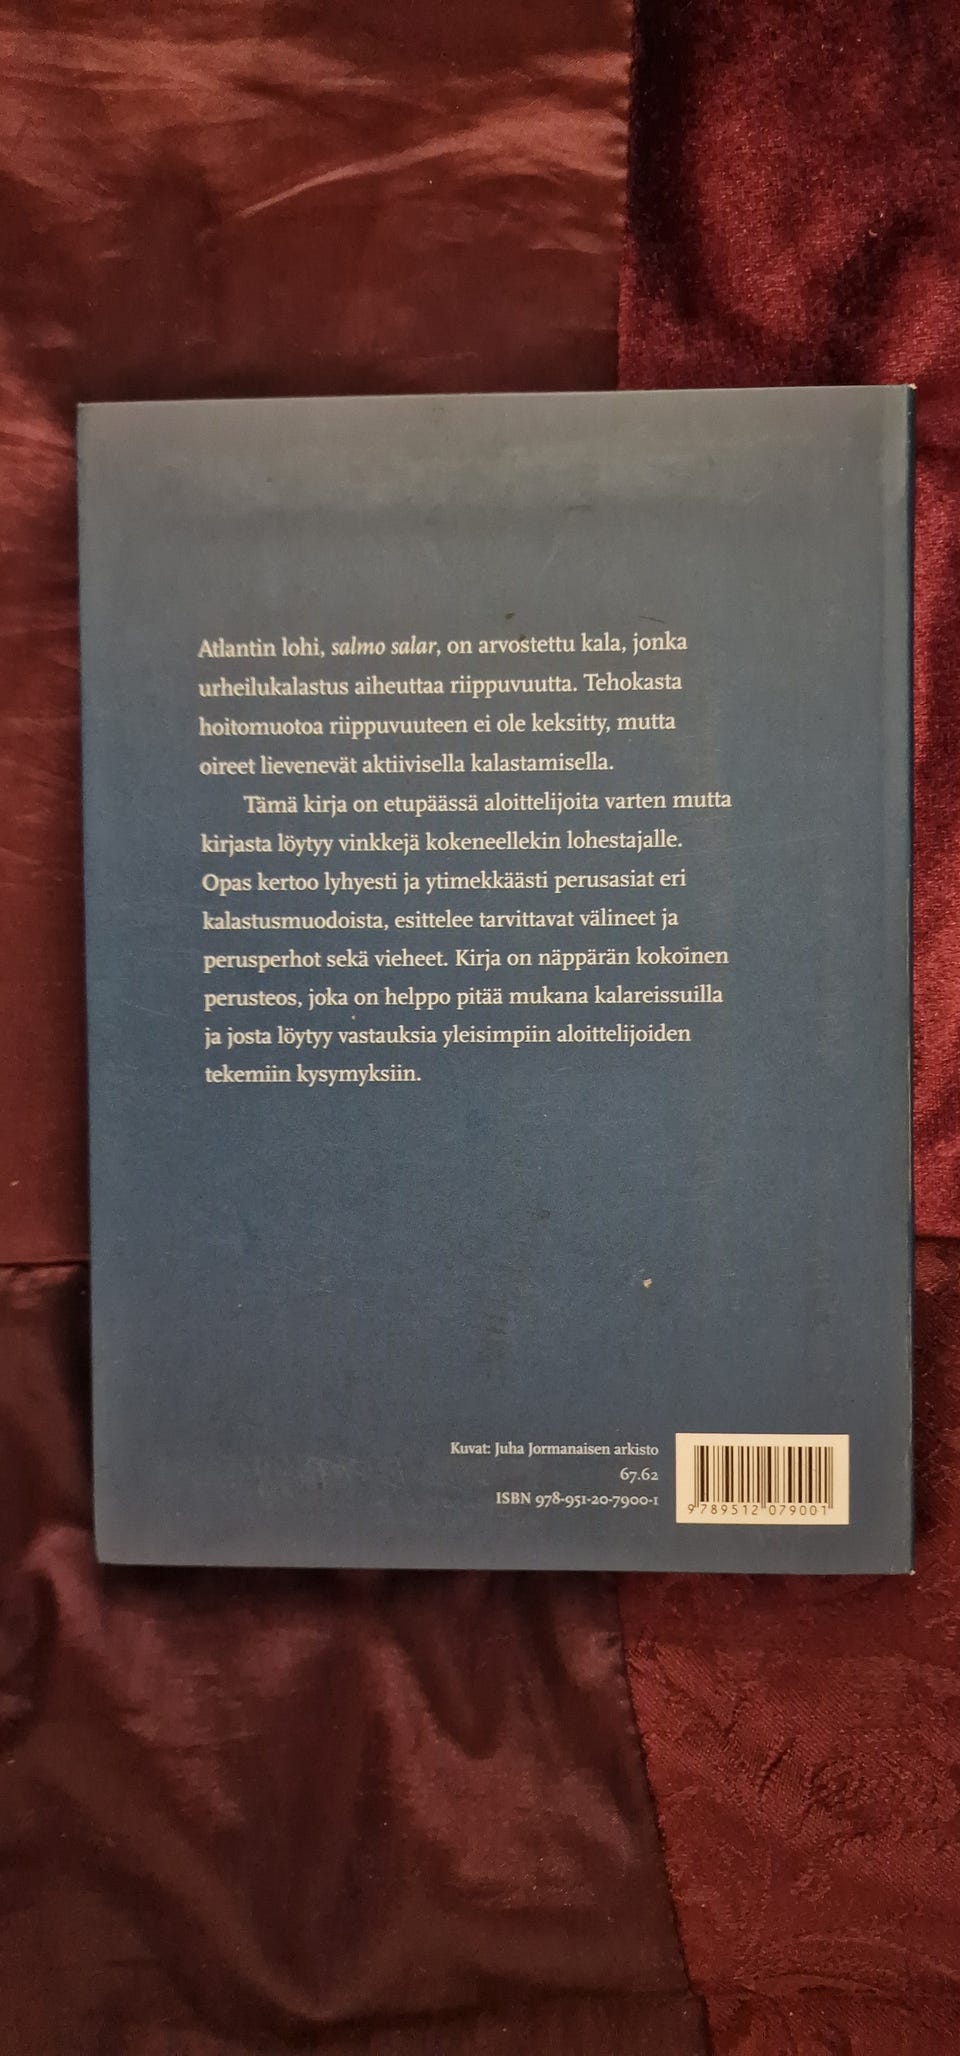 Atlantin lohi, salmo salar, on arvostettu kala, jonka
urheilukalastus aiheuttaa riippuvuutta. Tehokasta
hoitomuotoa riippuvuuteen ei ole keksitty, mutta
oireet lievenevät aktiivisella kalastamisella.
Tämä kirja on etupäässä aloittelijoita varten mutta
kirjasta löytyy vinkkejä kokeneellekin lohestajalle.
Opas kertoo lyhyesti ja ytimekkäästi perusasiat eri
kalastusmuodoista, esittelee tarvittavat välineet ja
perusperhot sekä vieheet. Kirja on näppärän kokoinen
perusteos, joka on helppo pitää mukana kalareissuilla
ja josta löytyy vastauksia yleisimpiin aloittelijoiden
tekemiin kysymyksiin.
Kuvat: Juha Jormanaisen arkisto
67.62
ISBN 978-951-20-7900-1
9 789512 079001